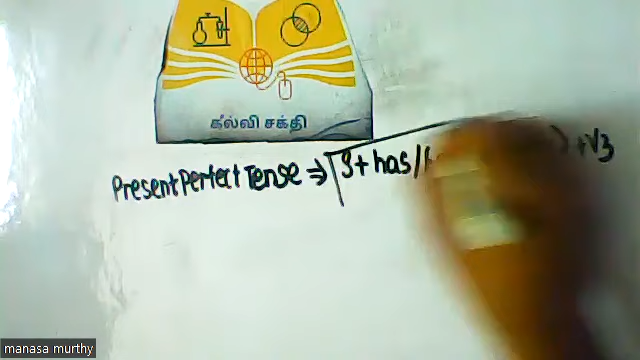 கல்வி சக்தி
Present Perfect Tense ⇒ S + has/ ) + V3
manasa murthy